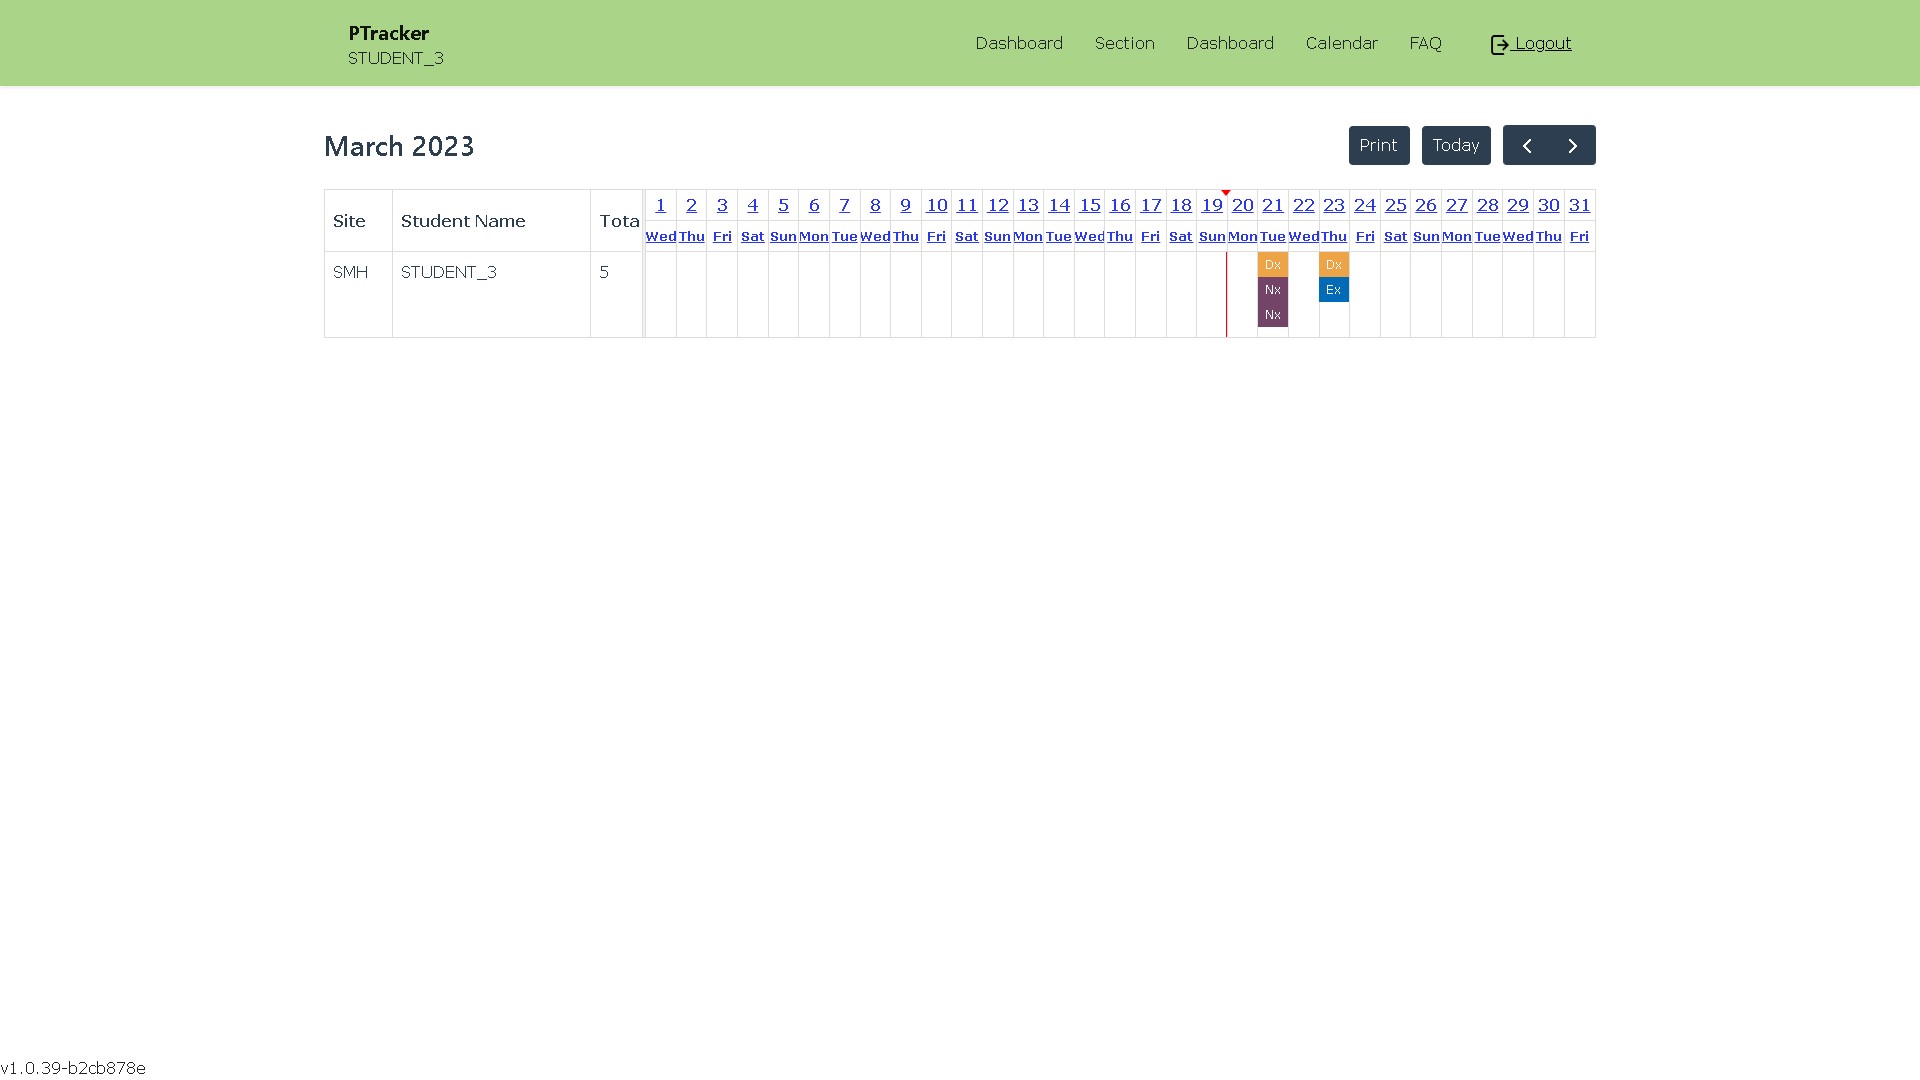 PTracker
STUDENT_3
Dashboard Section Dashboard Calendar FAQ Logout
March 2023
Print Today
Site Student Name Tota
1 2 3 4 5 6 7 8 9 10 11 12 13 14 15 16 17 18 19 20 21 22 23 24 25 26 27 28 29 30 31
Wed Thu Fri Sat Sun Mon Tue Wed Thu Fri Sat Sun Mon Tue Wed Thu Fri Sat Sun Mon Tue Wed Thu Fri Sat Sun Mon Tue Wed Thu Fri
SMH STUDENT_3 5
Dx Dx
Nx Ex
Nx
v1.0.39-b2cb878e